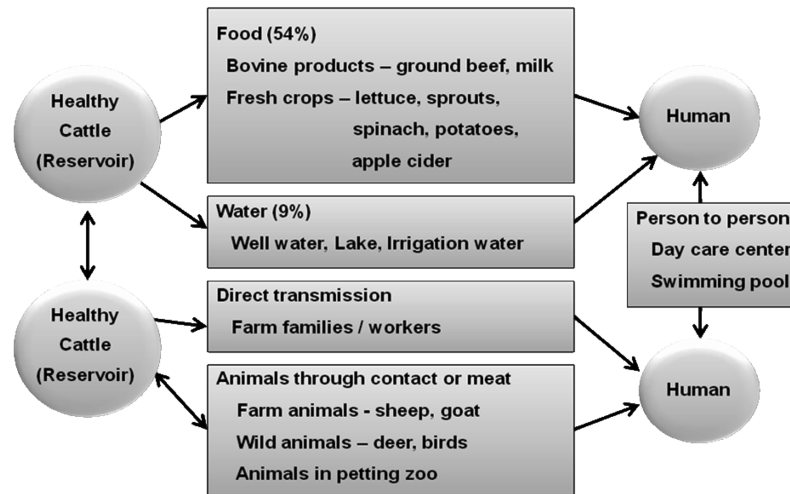 Healthy
Cattle
(Reservoir)
Food (54%)
Bovine products – ground beef, milk
Fresh crops – lettuce, sprouts,
spinach, potatoes,
apple cider
Water (9%)
Well water, Lake, Irrigation water
Human
Person to person
Day care center
Swimming pool
Healthy
Cattle
(Reservoir)
Direct transmission
Farm families / workers
Animals through contact or meat
Farm animals - sheep, goat
Wild animals – deer, birds
Animals in petting zoo
Human